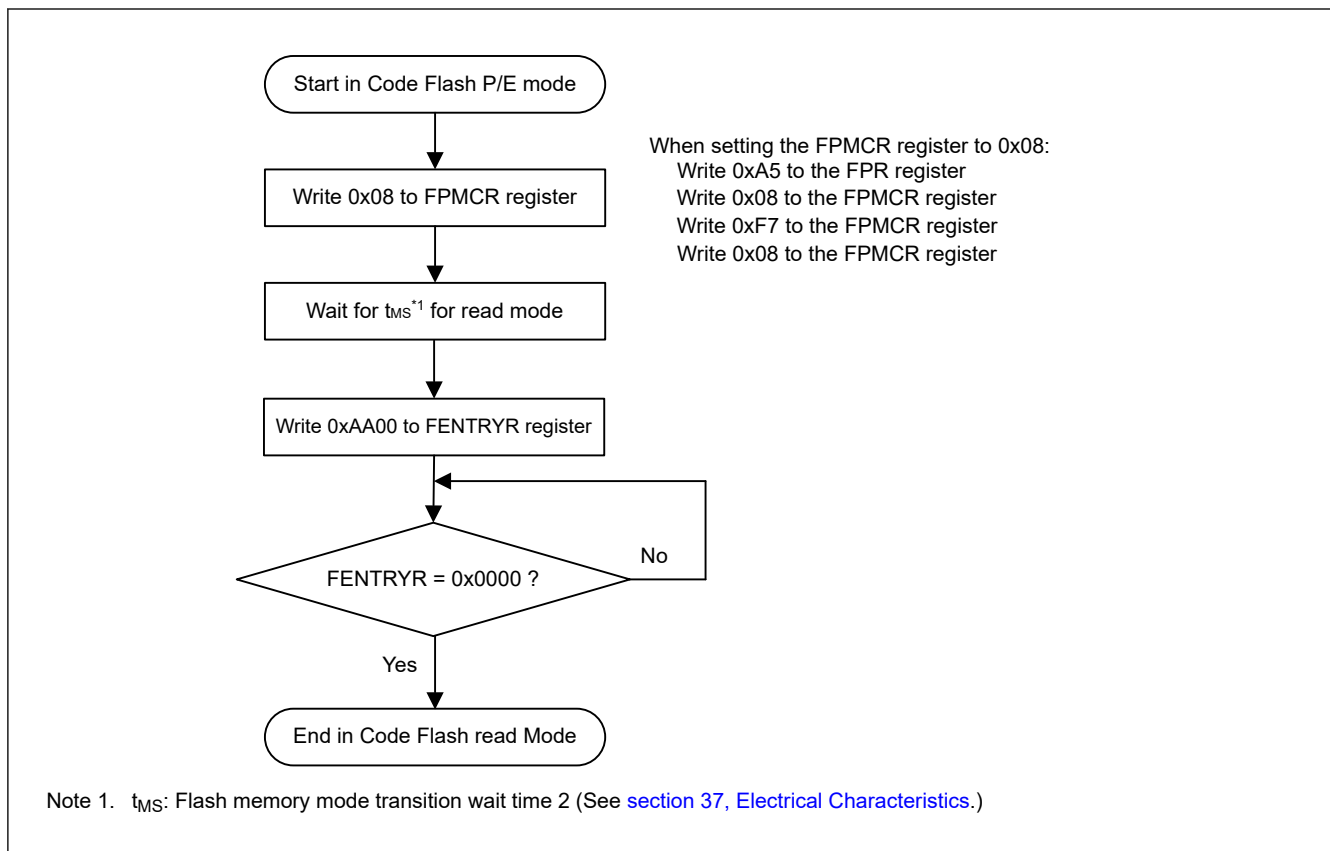 Start in Code Flash P/E mode
When setting the FPMCR register to 0x08:
Write 0xA5 to the FPR register
Write 0x08 to the FPMCR register
Write 0xF7 to the FPMCR register
Write 0x08 to the FPMCR register
Write 0x08 to FPMCR register
Wait for tMS*1 for read mode
Write 0xAA00 to FENTRYR register
FENTRYR = 0x0000 ?
No
Yes
End in Code Flash read Mode
Note 1. tMS: Flash memory mode transition wait time 2 (See section 37, Electrical Characteristics.)